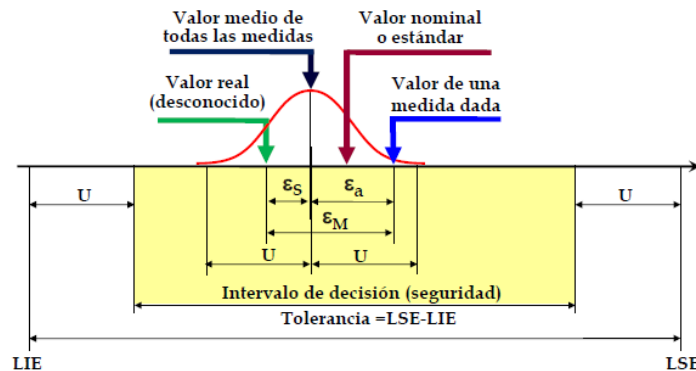 Valor medio de
todas las medidas
Valor nominal
o estándar
Valor real
(desconocido)
Valor de una
medida dada
U
εS
εa
U
εM
U
U
Intervalo de decisión (seguridad)
Tolerancia =LSE-LIE
LIE
LSE